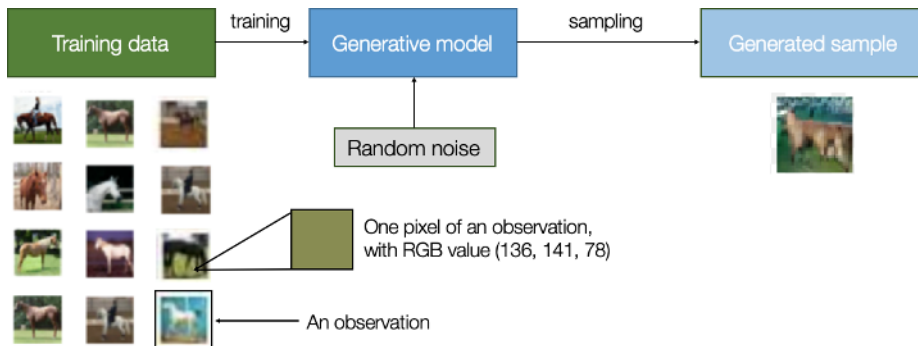 Training data
training
Generative model
sampling
Generated sample
Random noise
One pixel of an observation,
with RGB value (136, 141, 78)
An observation